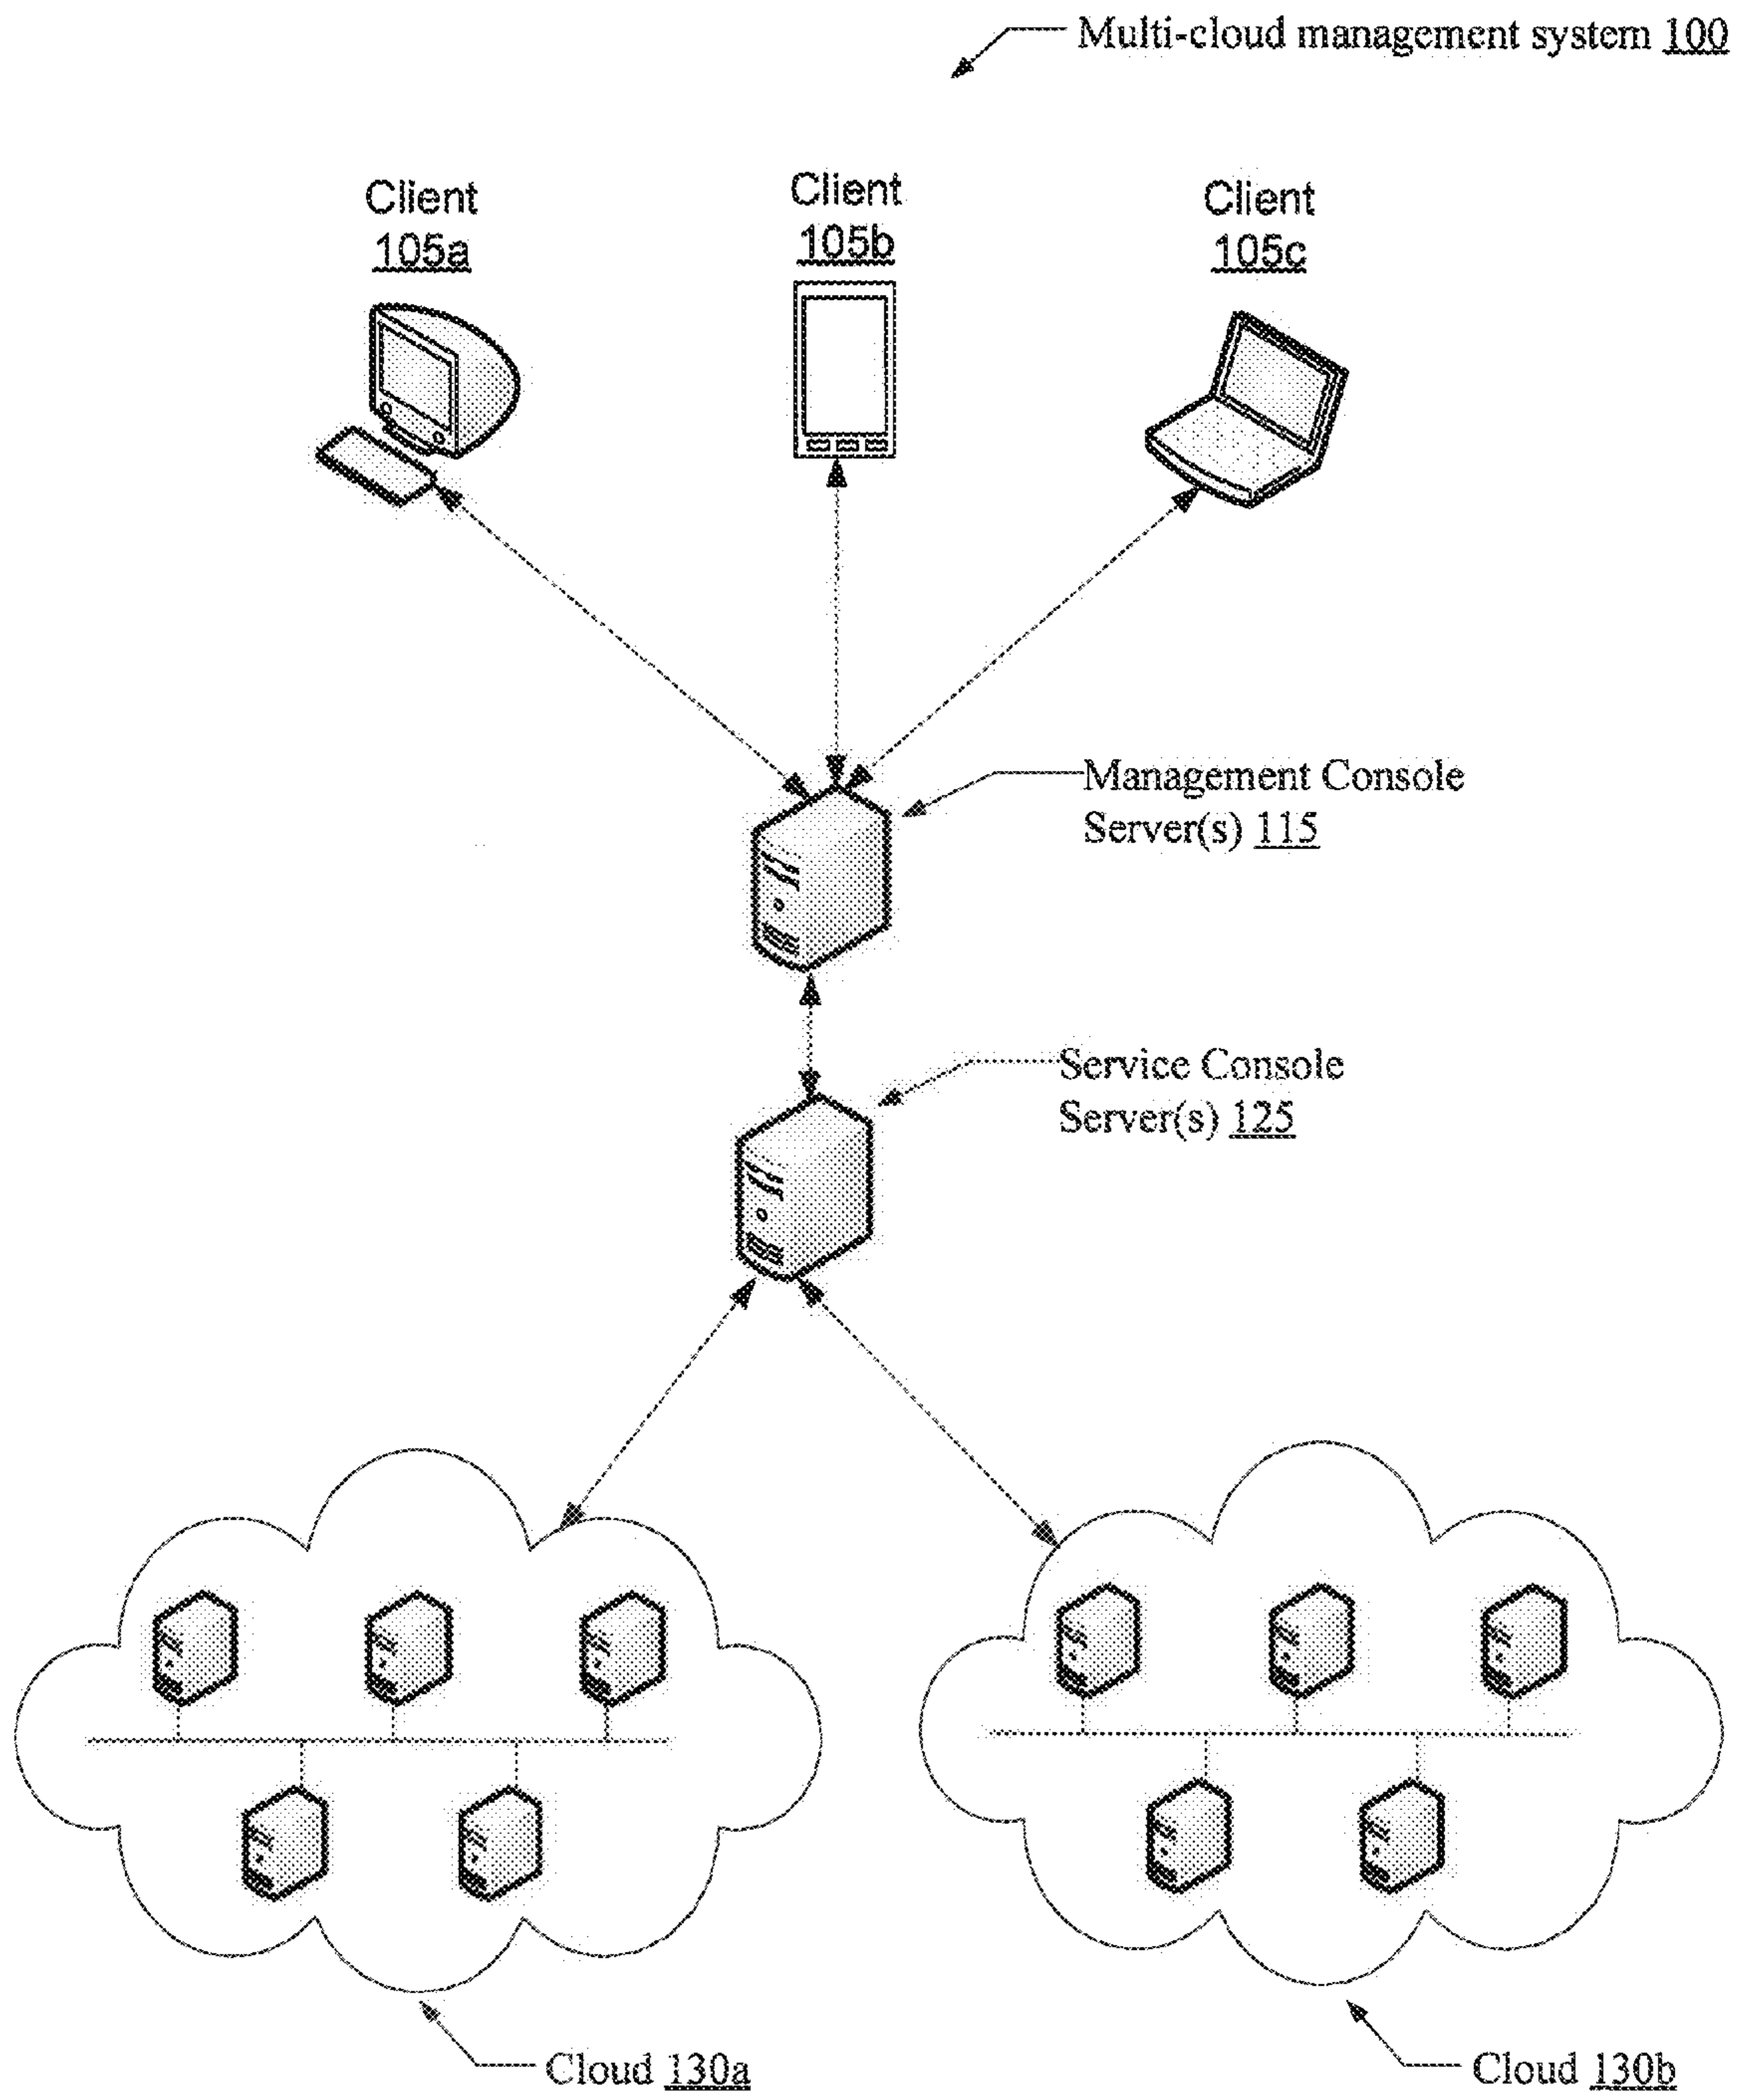 Multi-cloud management system 100
Client
105a
Client
105b
Client
105c
Management Console
Server(s) 115
Service Console
Server(s) 125
Cloud 130a
Cloud 130b